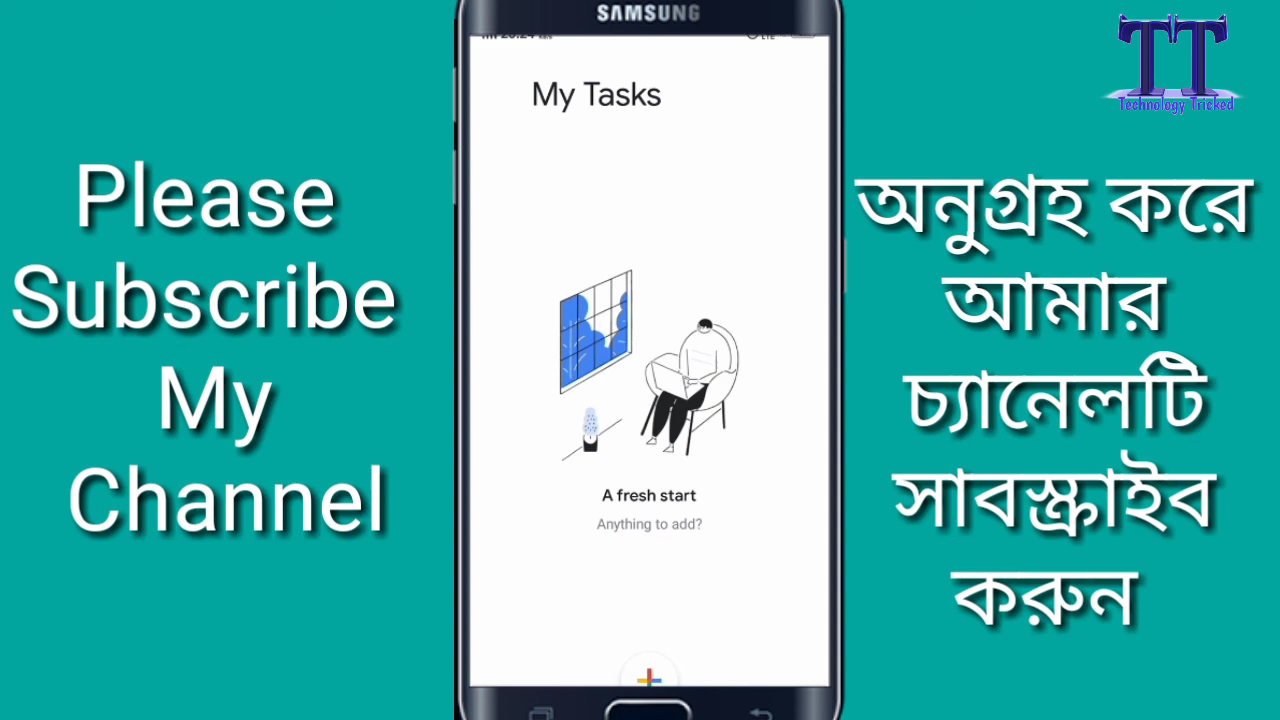 SAMSUNG
My Tasks
A fresh start
Anything to add?
Please
Subscribe
My
Channel
TT
Technology Tricked
অনুগ্রহ করে
আমার
চ্যানেলটি
সাবস্ক্রাইব
করুন